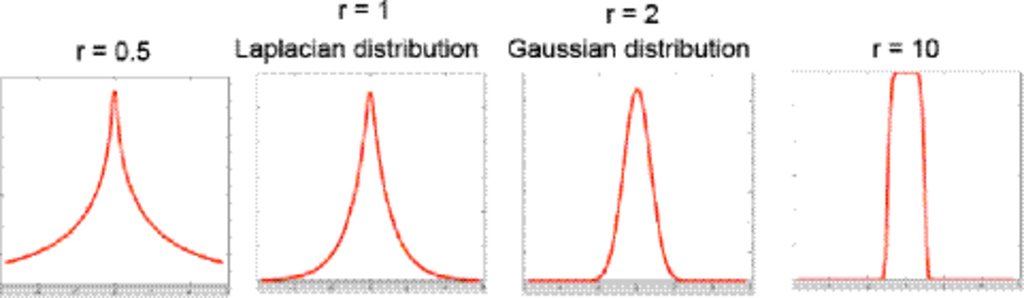 r = 0.5
r = 1
Laplacian distribution
r = 2
Gaussian distribution
r = 10